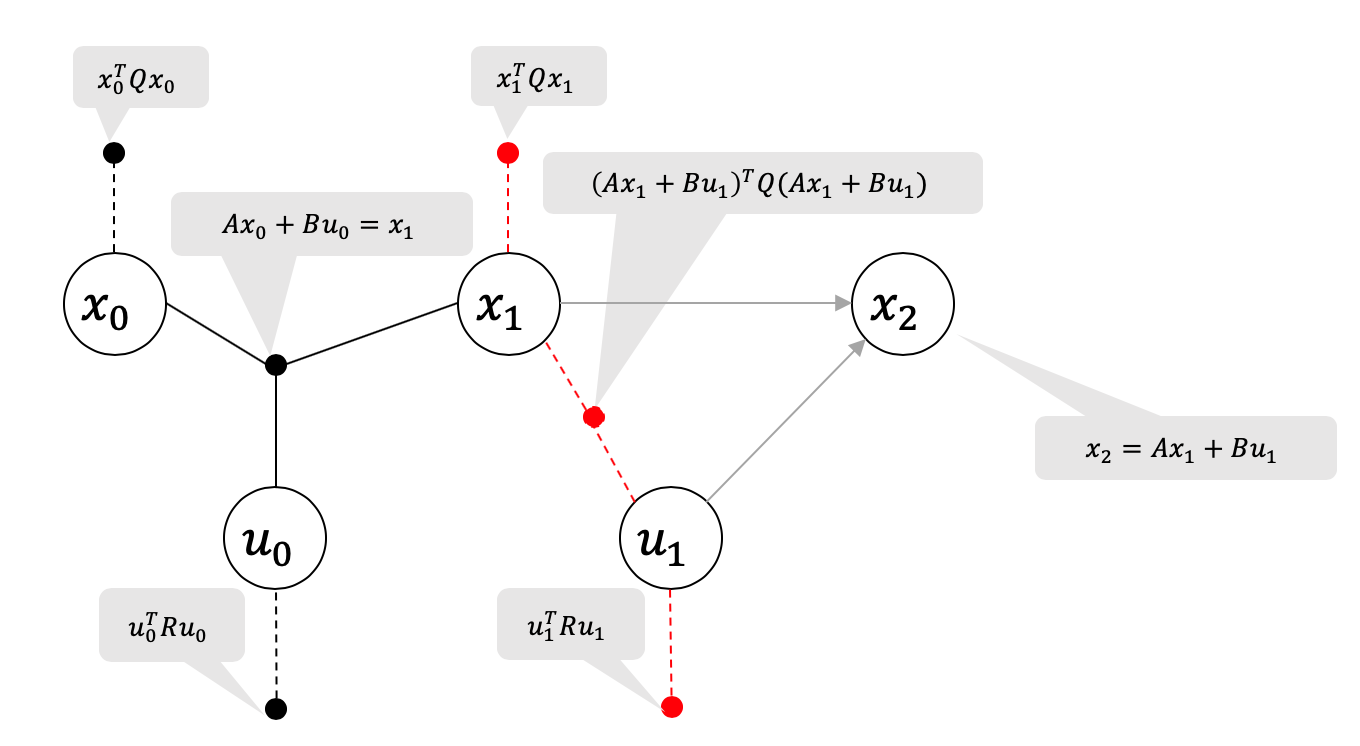 x_0^T Q x_0
x_1^T Q x_1
(Ax_1 + Bu_1)^T Q(Ax_1 + Bu_1)
Ax_0 + Bu_0 = x_1
x_0
x_1
x_2
x_2 = Ax_1 + Bu_1
u_0
u_1
u_0^T R u_0
u_1^T R u_1